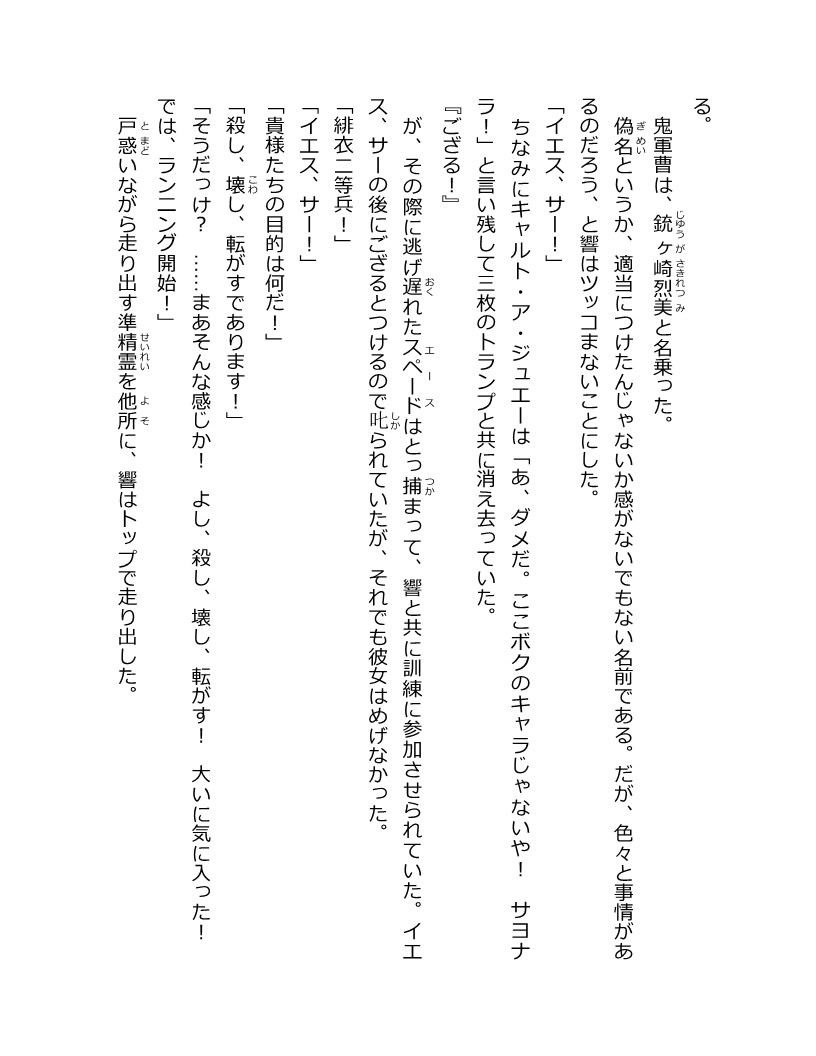 る。
　鬼軍曹は、銃ヶ崎烈美と名乗った。
　偽名というか、適当につけたんじゃないか感がないでもない名前である。だが、色々と事情があ
るのだろう、と響はツッコまないことにした。
「イエス、サー！」
　ちなみにキャルト・ア・ジュエーは「あ、ダメだ。ここボクのキャラじゃないや！　サヨナ
ラ！」と言い残して三枚のトランプと共に消え去っていた。
『ござる！』
　が、その際に逃げ遅れたスペードはとっ捕まって、響と共に訓練に参加させられていた。イエ
ス、サーの後にござるとつけるので叱られていたが、それでも彼女はめげなかった。
「緋衣二等兵！」
「イエス、サー！」
「貴様たちの目的は何だ！」
「殺し、壊し、転がすであります！」
「そうだっけ？　……まあそんな感じか！　よし、殺し、壊し、転がす！　大いに気に入った！
では、ランニング開始！」
　戸惑いながら走り出す準精霊を他所に、響はトップで走り出した。